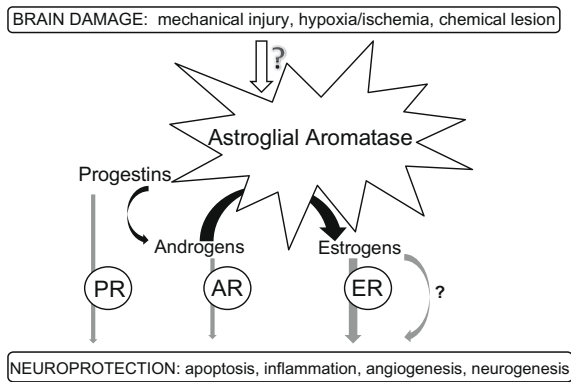 BRAIN DAMAGE: mechanical injury, hypoxia/ischemia, chemical lesion
?
Astroglial Aromatase
Progestins
Androgens
Estrogens
PR
AR
ER
?
NEUROPROTECTION: apoptosis, inflammation, angiogenesis, neurogenesis